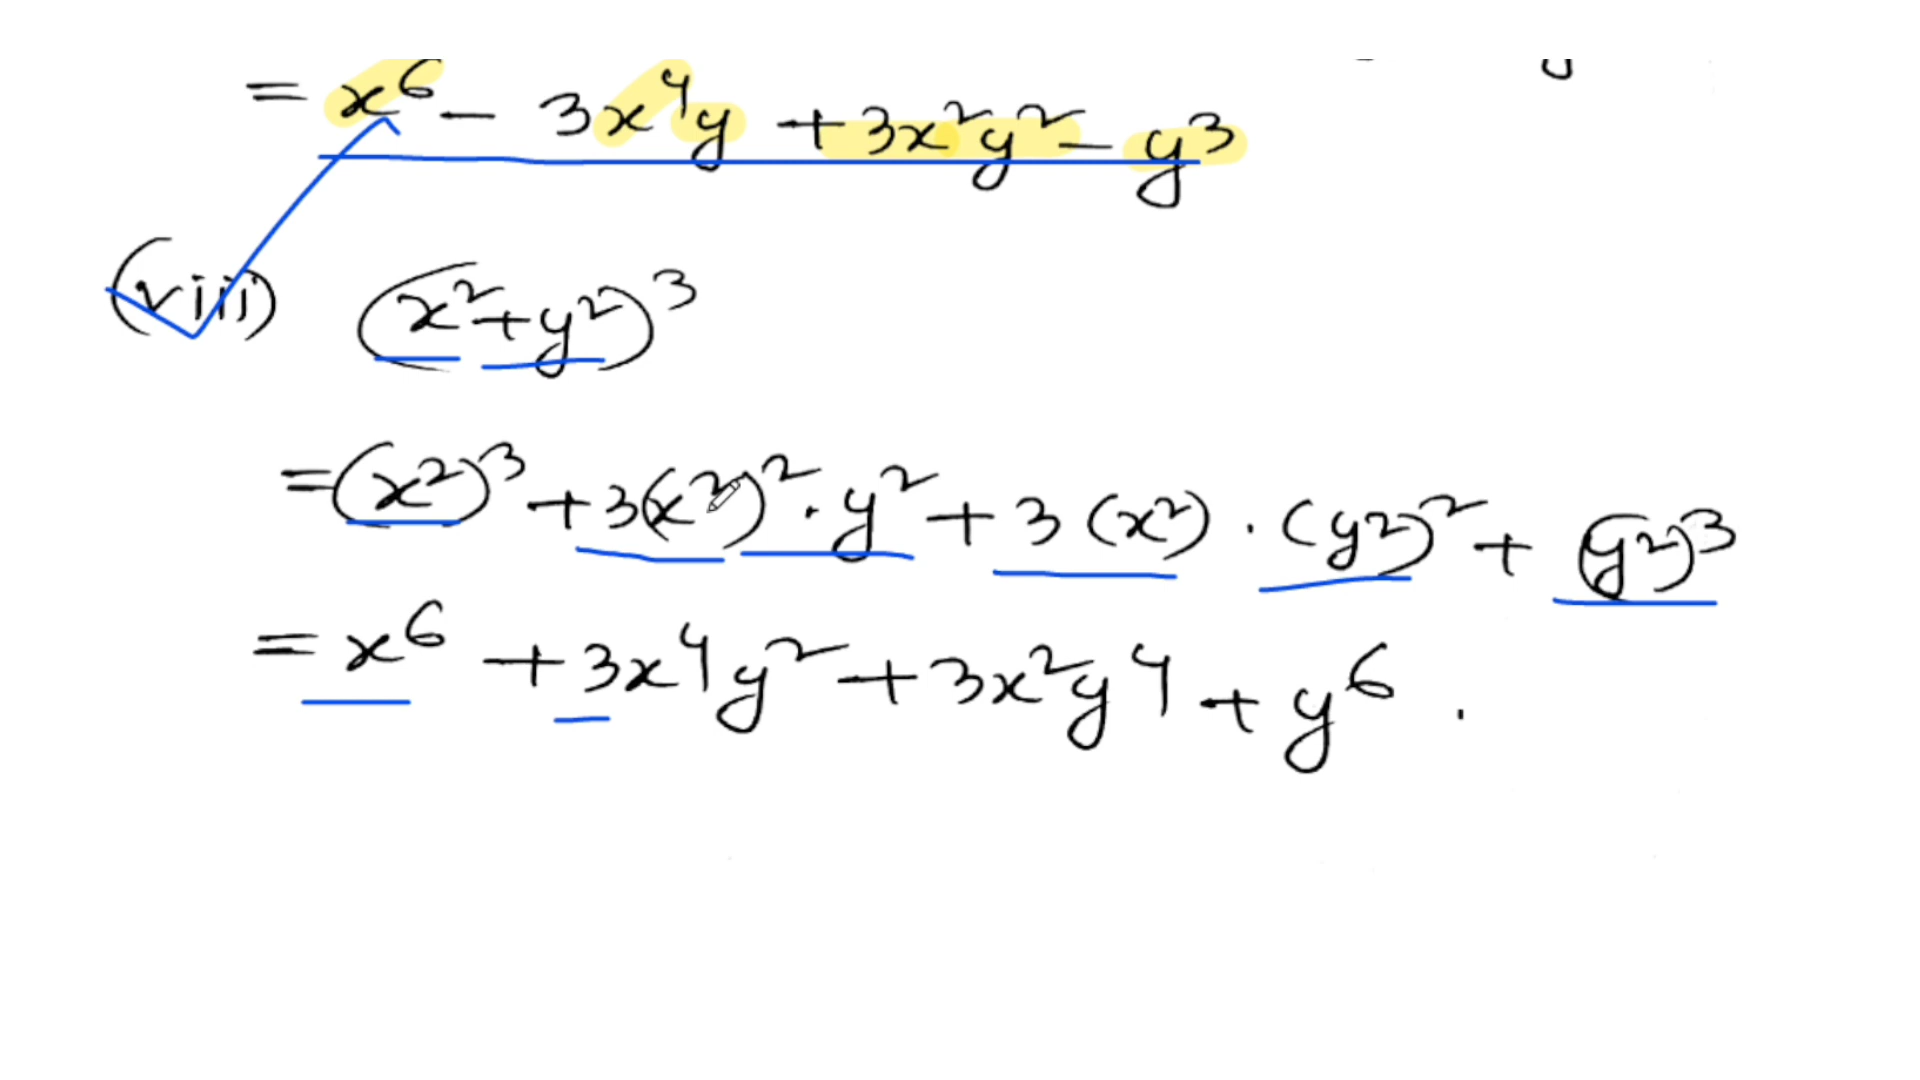 = x⁶ - 3x⁴y + 3x²y² - y³
(viii) (x²+y²)³
= (x²)³ + 3(x²)² · y² + 3 (x²) · (y²)² + (y²)³
= x⁶ + 3x⁴y² + 3x²y⁴ + y⁶ .